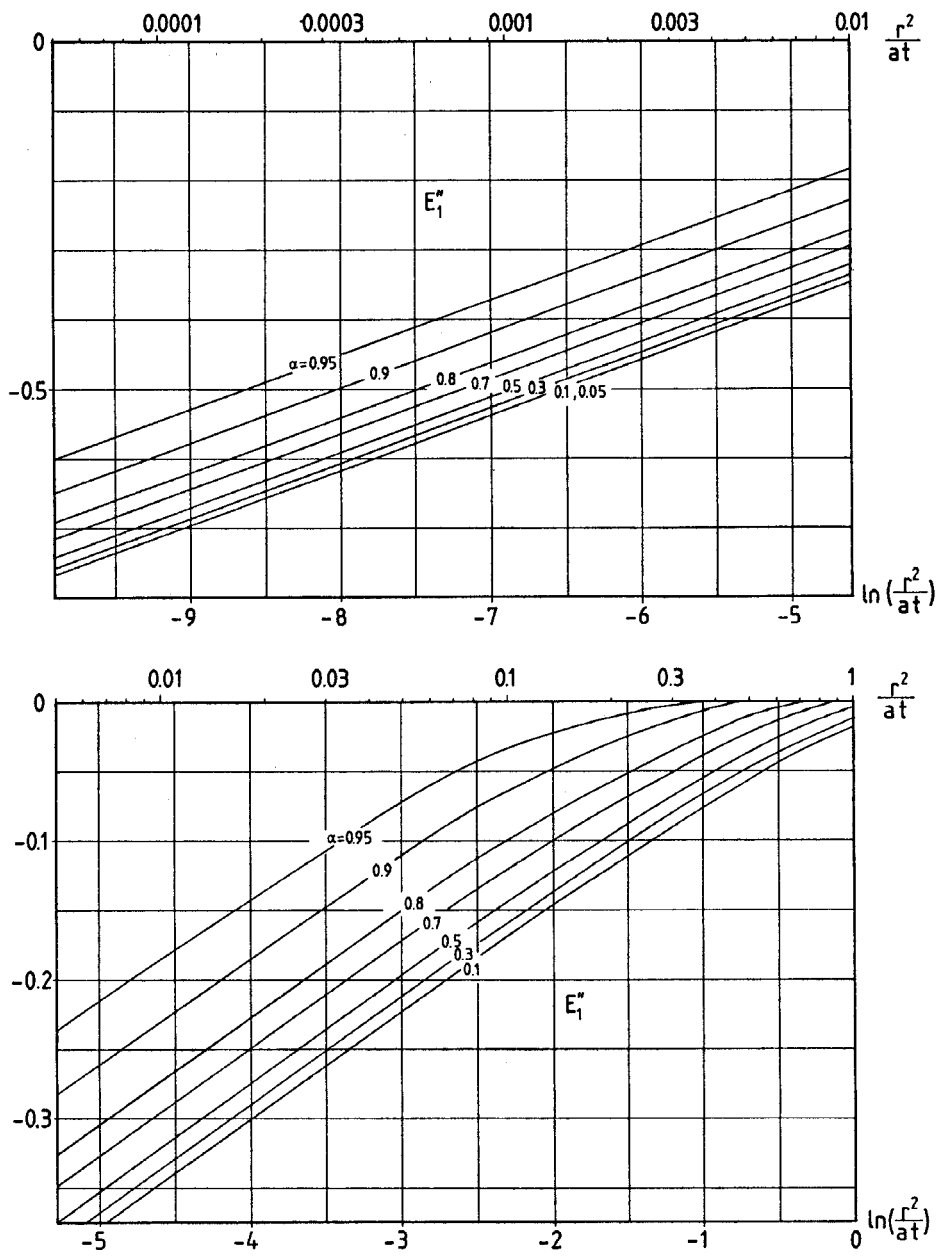 0.0001 0.0003 0.001 0.003 0.01 r²/at
0
E₁″
α=0.95 0.9 0.8 0.7 0.5 0.3 0.1, 0.05
-0.5
-9 -8 -7 -6 -5 ln(r²/at)
0.01 0.03 0.1 0.3 1 r²/at
0
-0.1
α=0.95
0.9
0.8
0.7
0.5
0.3
0.1
-0.2
E₁″
-0.3
-5 -4 -3 -2 -1 0 ln(r²/at)